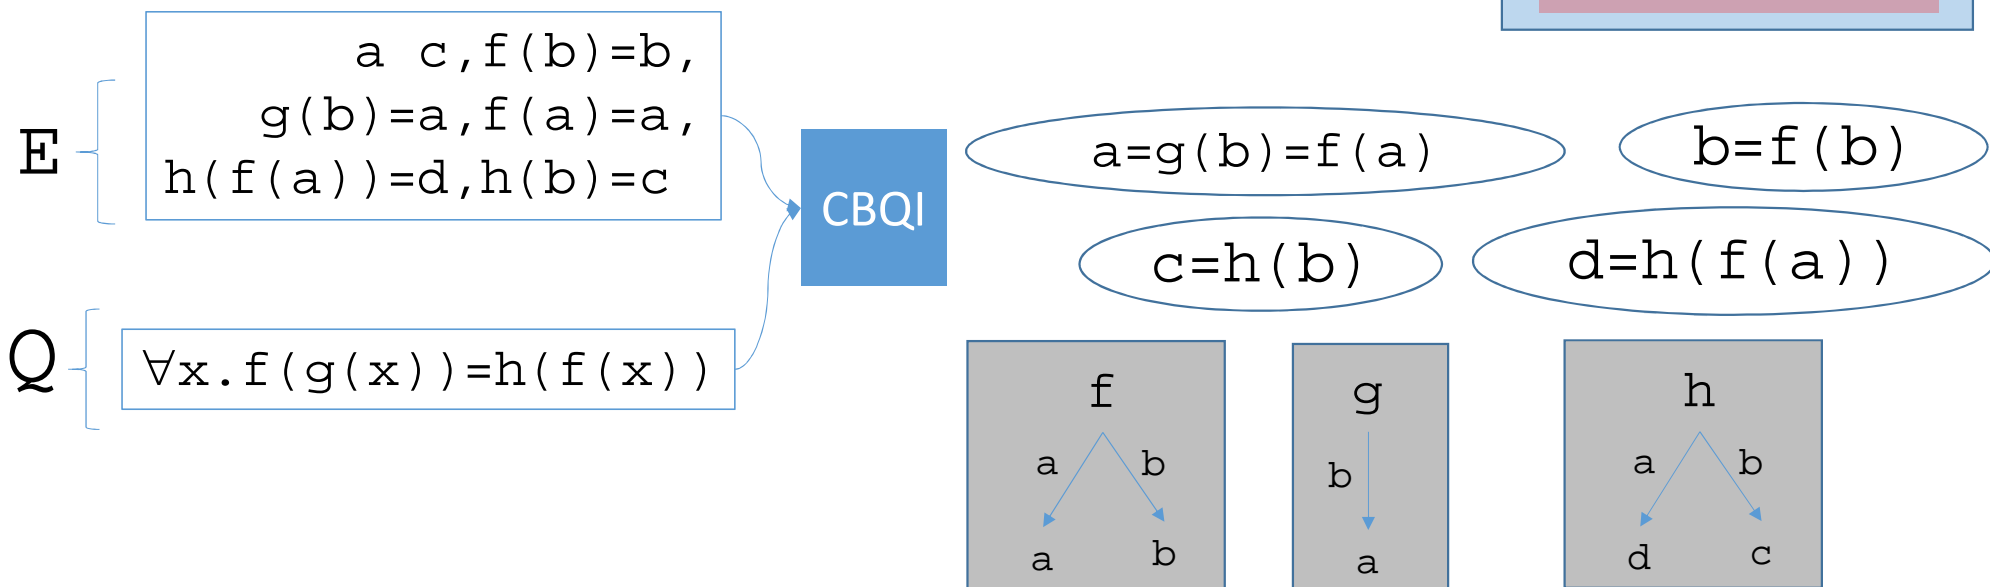 E
a c,f(b)=b,
g(b)=a,f(a)=a,
h(f(a))=d,h(b)=c
Q
∀x.f(g(x))=h(f(x))
CBQI
a=g(b)=f(a)
b=f(b)
c=h(b)
d=h(f(a))
f
a b
a b
g
b
a
h
a b
d c